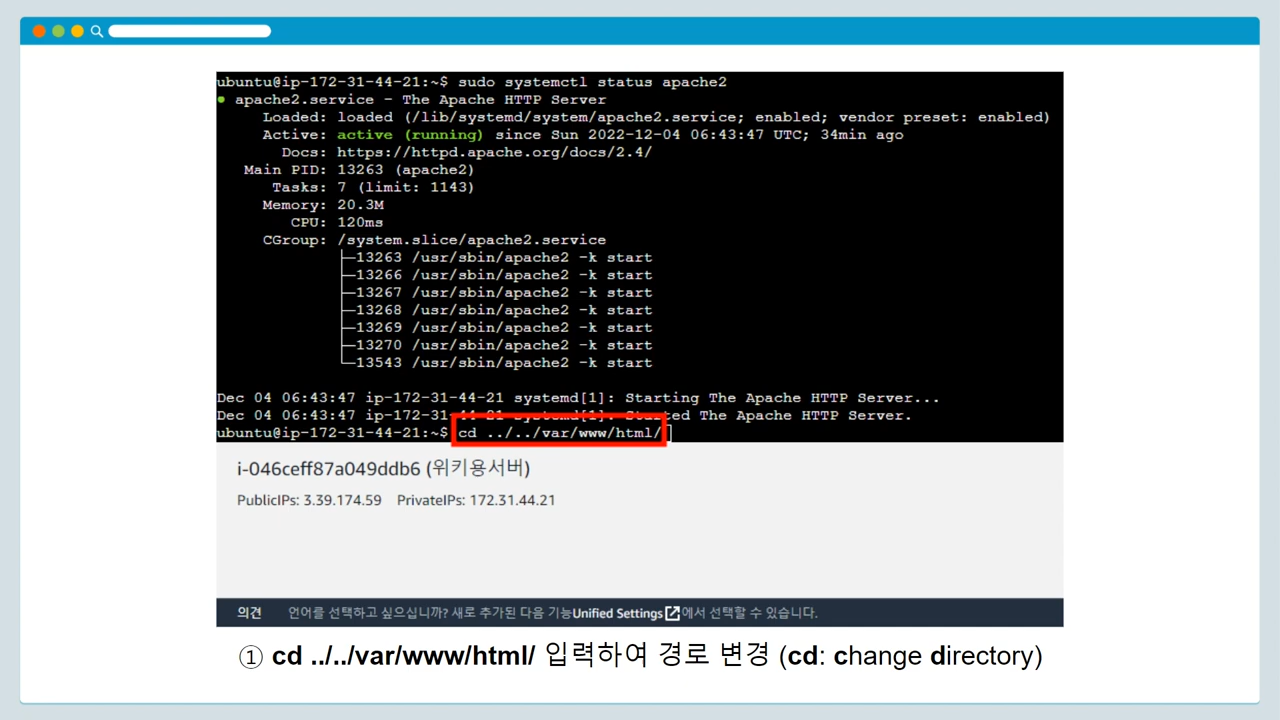 ubuntu@ip-172-31-44-21:~$ sudo systemctl status apache2
● apache2.service - The Apache HTTP Server
Loaded: loaded (/lib/systemd/system/apache2.service; enabled; vendor preset: enabled)
Active: active (running) since Sun 2022-12-04 06:43:47 UTC; 34min ago
Docs: https://httpd.apache.org/docs/2.4/
Main PID: 13263 (apache2)
Tasks: 7 (limit: 1143)
Memory: 20.3M
CPU: 120ms
CGroup: /system.slice/apache2.service
├─13263 /usr/sbin/apache2 -k start
├─13266 /usr/sbin/apache2 -k start
├─13267 /usr/sbin/apache2 -k start
├─13268 /usr/sbin/apache2 -k start
├─13269 /usr/sbin/apache2 -k start
├─13270 /usr/sbin/apache2 -k start
└─13543 /usr/sbin/apache2 -k start
Dec 04 06:43:47 ip-172-31-44-21 systemd[1]: Starting The Apache HTTP Server...
Dec 04 06:43:47 ip-172-31-44-21 systemd[1]: Started The Apache HTTP Server.
ubuntu@ip-172-31-44-21:~$ cd ../../var/www/html/
i-046ceff87a049ddb6 (위키용서버)
PublicIPs: 3.39.174.59 PrivateIPs: 172.31.44.21
의견 언어를 선택하고 싶으십니까? 새로 추가된 다음 기능Unified Settings에서 선택할 수 있습니다.
① cd ../../var/www/html/ 입력하여 경로 변경 (cd: change directory)